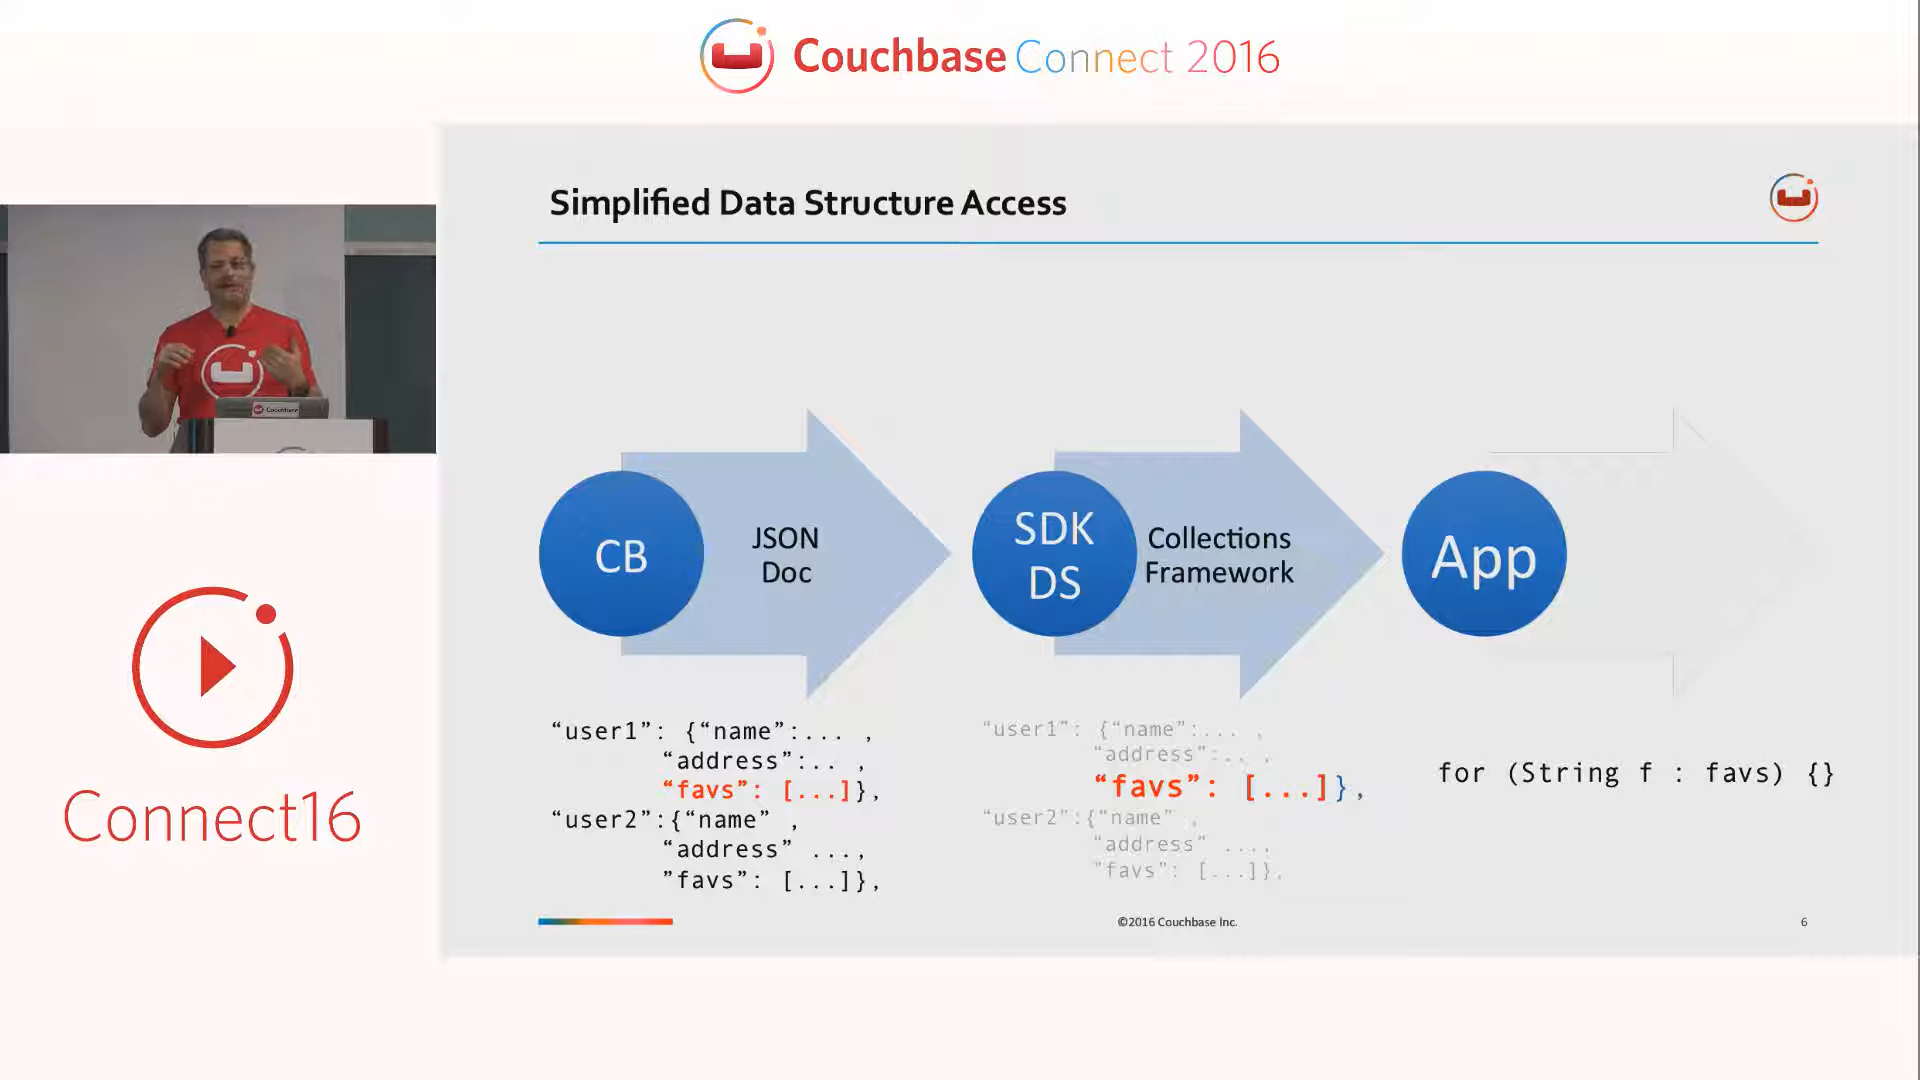 Couchbase Connect 2016
Simplified Data Structure Access
CB
JSON
Doc
SDK
DS
Collections
Framework
App
“user1”: {“name”:... ,
“address”:.. ,
“favs”: [...]},
“user2”:{“name” ,
“address” ...,
”favs”: [...]},
“user1”: {“name”:... ,
“address”:.. ,
“favs”: [...]},
“user2”:{“name” ,
“address” ...,
”favs”: [...]},
for (String f : favs) {}
©2016 Couchbase Inc.
6
Couchbase
Connect16